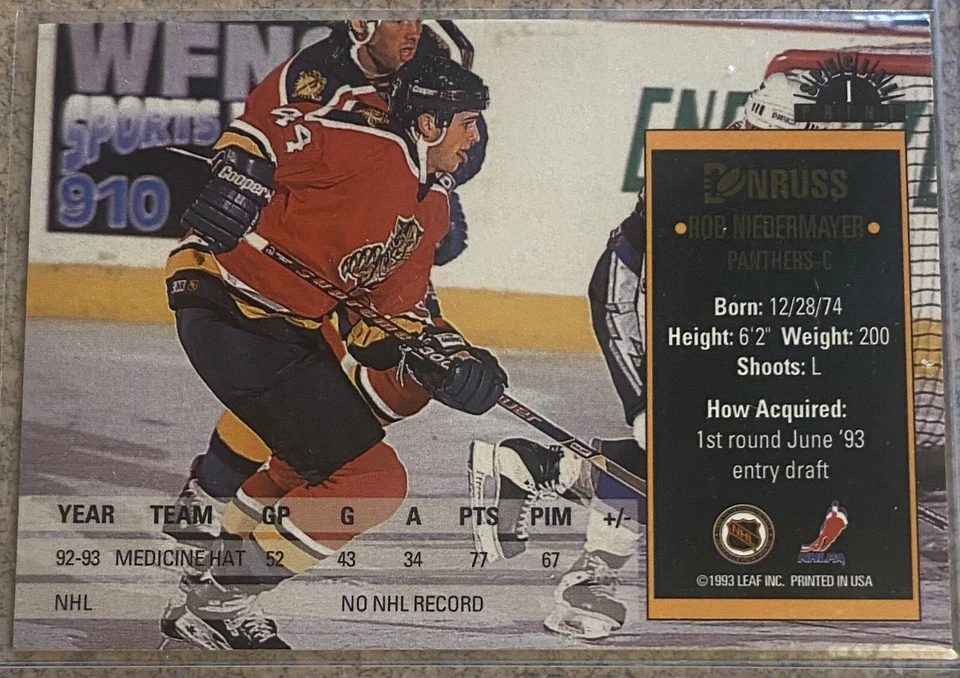 WFN
SPORTS
910
44
Cooper
EN
1
DONRUSS
• ROB NIEDERMAYER •
PANTHERS-C
Born: 12/28/74
Height: 6'2" Weight: 200
Shoots: L
How Acquired:
1st round June '93
entry draft
NHL
NHLPA
©1993 LEAF INC. PRINTED IN USA
YEAR TEAM GP G A PTS PIM +/-
92-93 MEDICINE HAT 52 43 34 77 67
NHL NO NHL RECORD